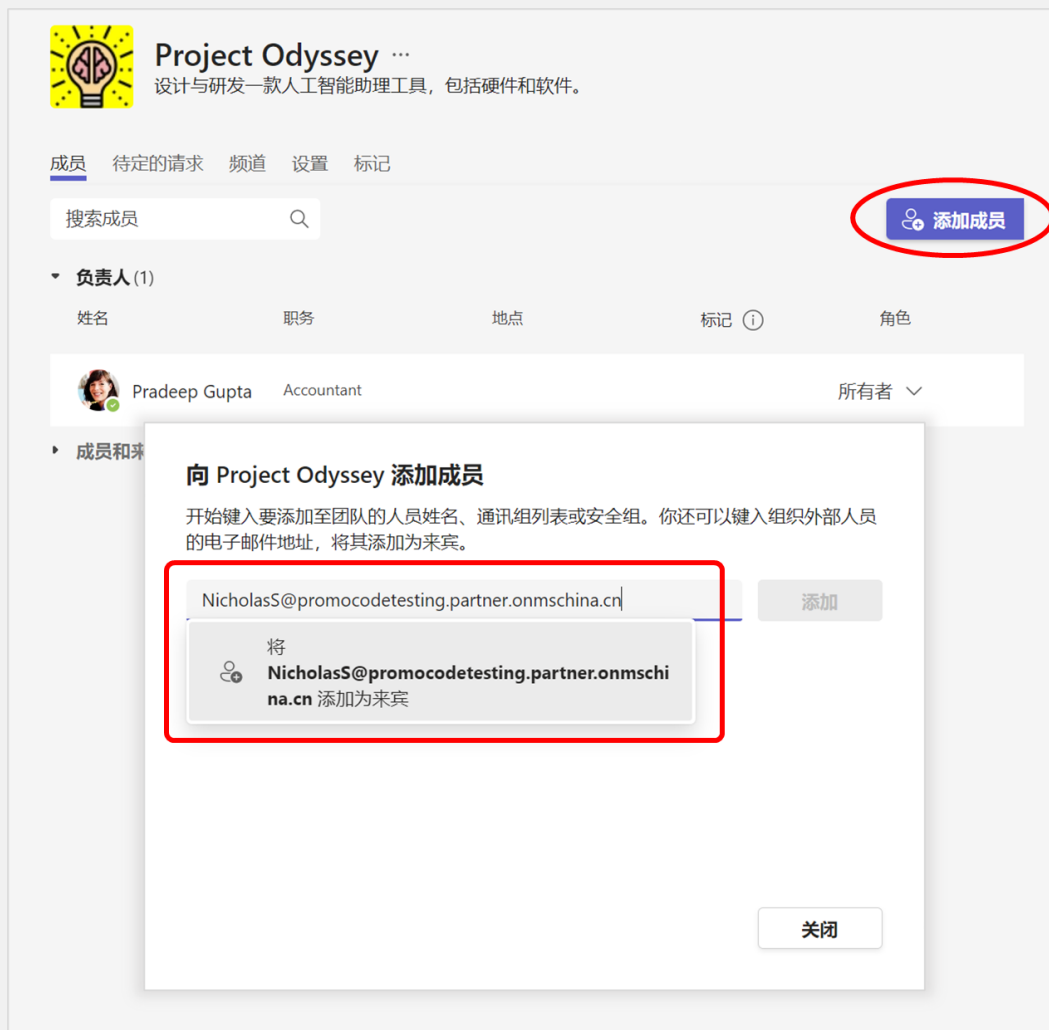 Project Odyssey ...
设计与研发一款人工智能助理工具，包括硬件和软件。
成员 待定的请求 频道 设置 标记
搜索成员
添加成员
负责人 (1)
姓名 职务 地点 标记 角色
Pradeep Gupta Accountant 所有者
成员和来
向 Project Odyssey 添加成员
开始键入要添加至团队的人员姓名、通讯组列表或安全组。你还可以键入组织外部人员
的电子邮件地址，将其添加为来宾。
NicholasS@promocodetesting.partner.onmschina.cn
添加
将
NicholasS@promocodetesting.partner.onmschi
na.cn 添加为来宾
关闭